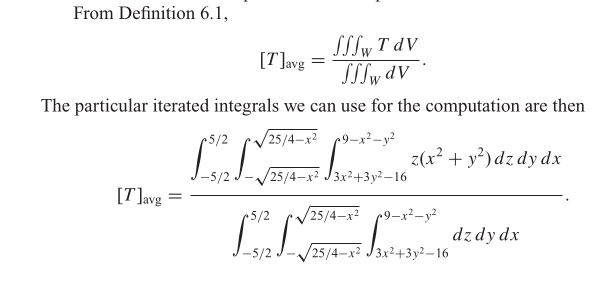 From Definition 6.1,
[T]avg = ∭_W T dV / ∭_W dV .
The particular iterated integrals we can use for the computation are then
[T]avg = ∫_{−5/2}^{5/2} ∫_{−√(25/4−x²)}^{√(25/4−x²)} ∫_{3x²+3y²−16}^{9−x²−y²} z(x² + y²) dz dy dx / ∫_{−5/2}^{5/2} ∫_{−√(25/4−x²)}^{√(25/4−x²)} ∫_{3x²+3y²−16}^{9−x²−y²} dz dy dx .